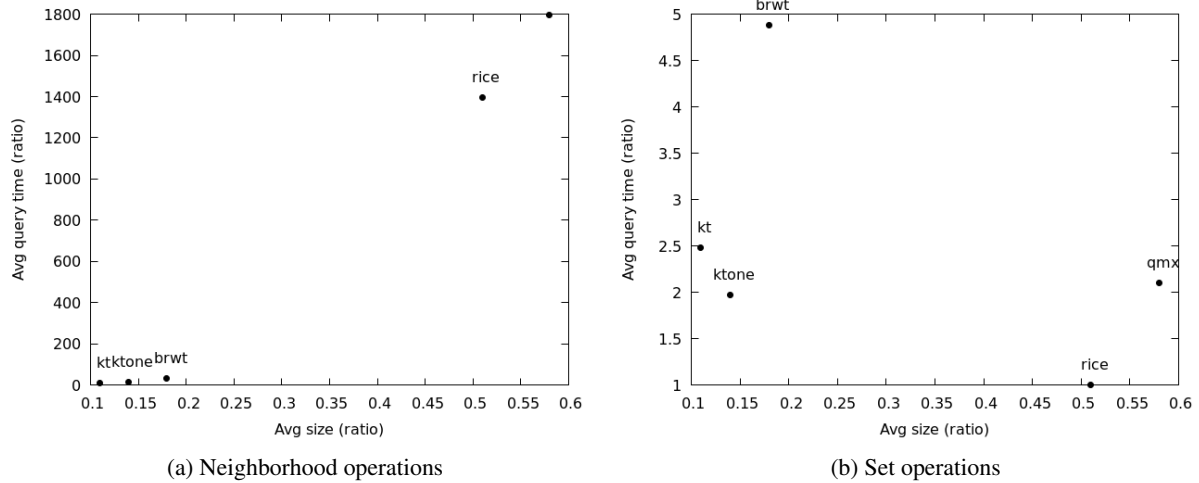 1800
1600
1400
1200
1000
800
600
400
200
0
Avg query time (ratio)
rice
kt ktone brwt
0.1 0.15 0.2 0.25 0.3 0.35 0.4 0.45 0.5 0.55 0.6
Avg size (ratio)
(a) Neighborhood operations
brwt
5
4.5
4
3.5
3
2.5
2
1.5
1
Avg query time (ratio)
kt
ktone
qmx
rice
0.1 0.15 0.2 0.25 0.3 0.35 0.4 0.45 0.5 0.55 0.6
Avg size (ratio)
(b) Set operations